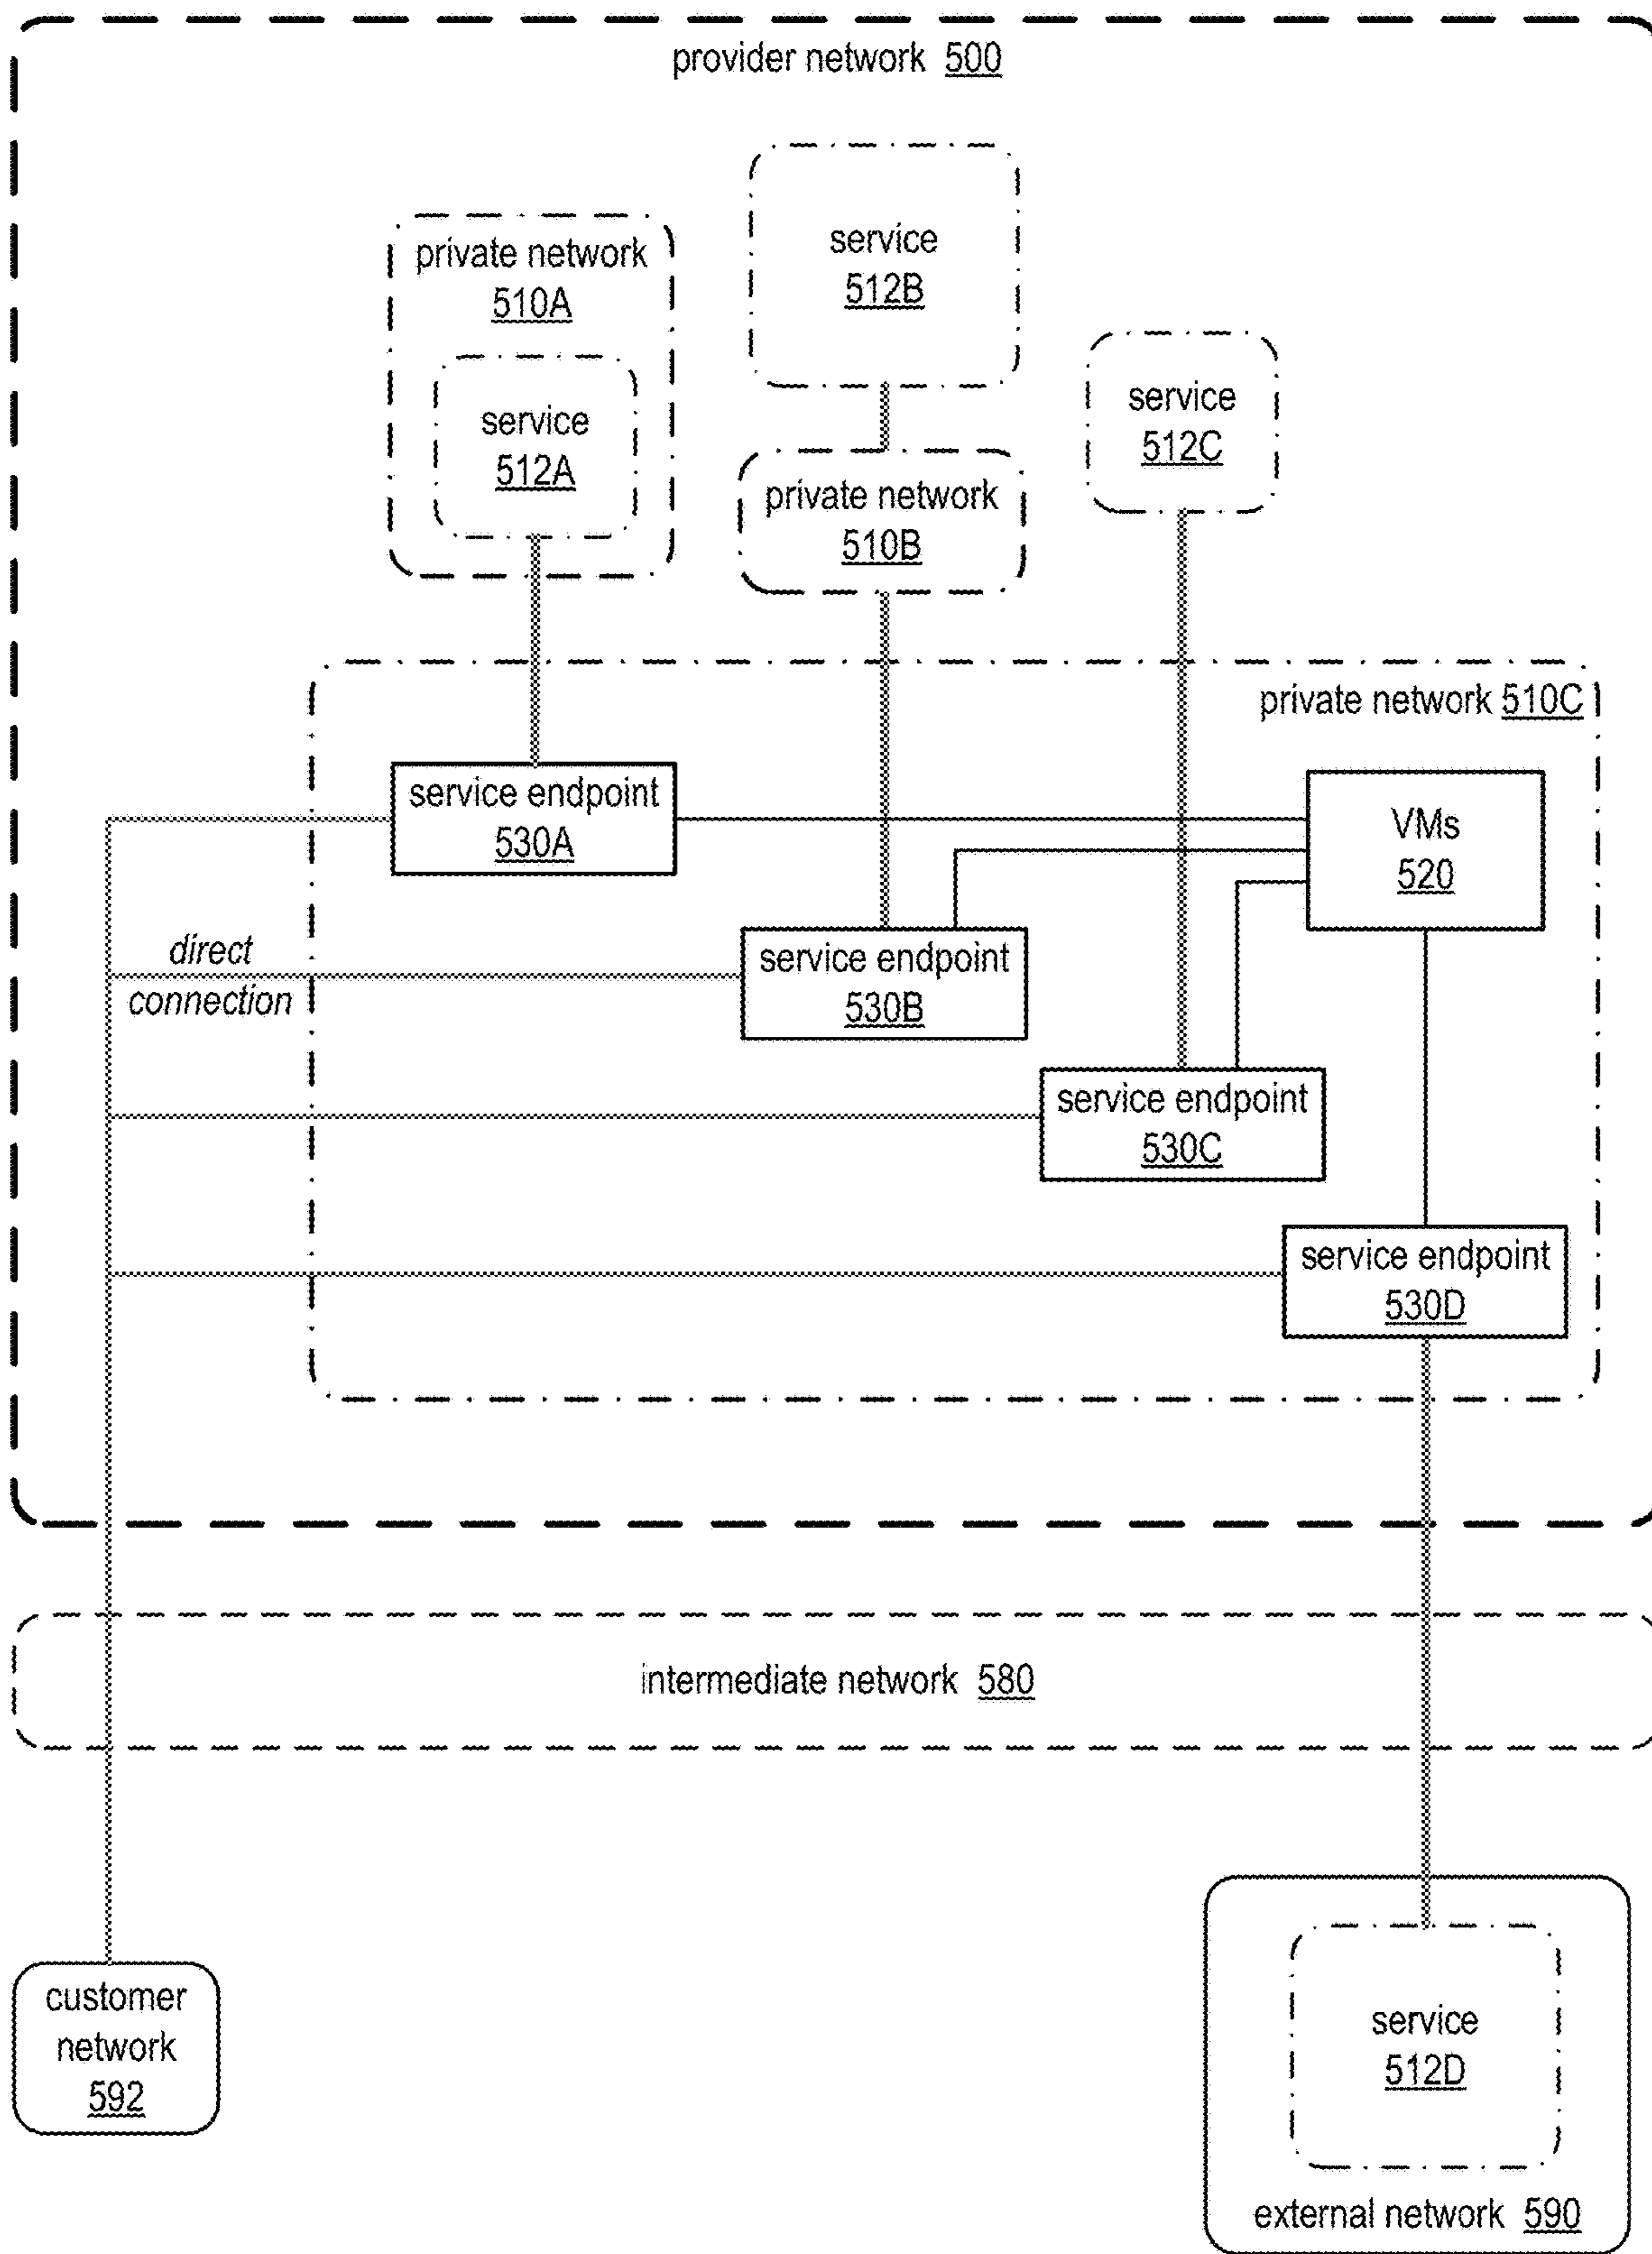 provider network 500
private network
510A
service
512A
service
512B
private network
510B
service
512C
private network 510C
service endpoint
530A
VMs
520
direct
connection
service endpoint
530B
service endpoint
530C
service endpoint
530D
intermediate network 580
customer
network
592
service
512D
external network 590